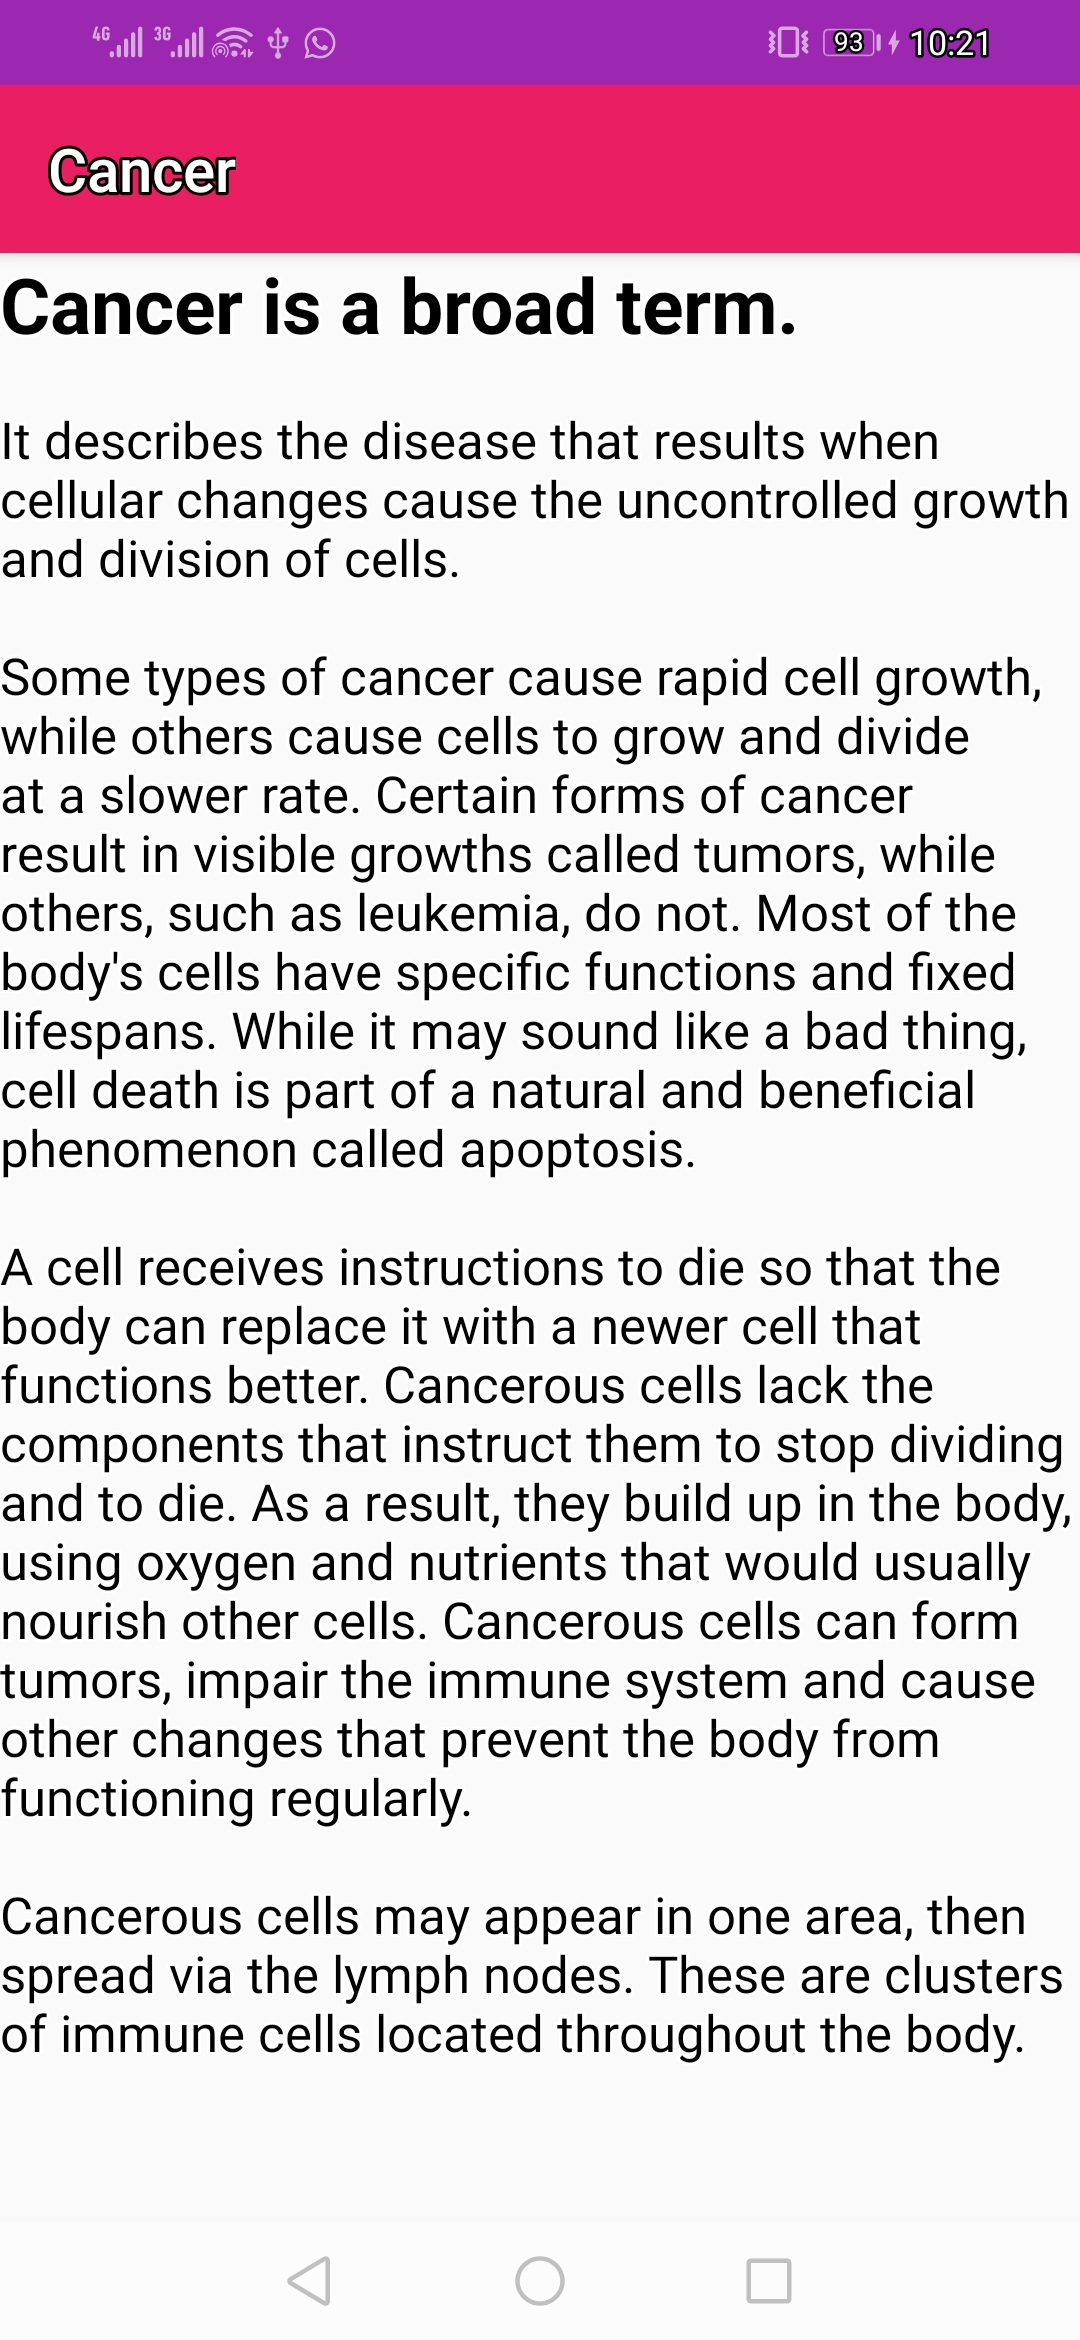 4G 3G 93 10:21
Cancer
Cancer is a broad term.
It describes the disease that results when
cellular changes cause the uncontrolled growth
and division of cells.
Some types of cancer cause rapid cell growth,
while others cause cells to grow and divide
at a slower rate. Certain forms of cancer
result in visible growths called tumors, while
others, such as leukemia, do not. Most of the
body's cells have specific functions and fixed
lifespans. While it may sound like a bad thing,
cell death is part of a natural and beneficial
phenomenon called apoptosis.
A cell receives instructions to die so that the
body can replace it with a newer cell that
functions better. Cancerous cells lack the
components that instruct them to stop dividing
and to die. As a result, they build up in the body,
using oxygen and nutrients that would usually
nourish other cells. Cancerous cells can form
tumors, impair the immune system and cause
other changes that prevent the body from
functioning regularly.
Cancerous cells may appear in one area, then
spread via the lymph nodes. These are clusters
of immune cells located throughout the body.